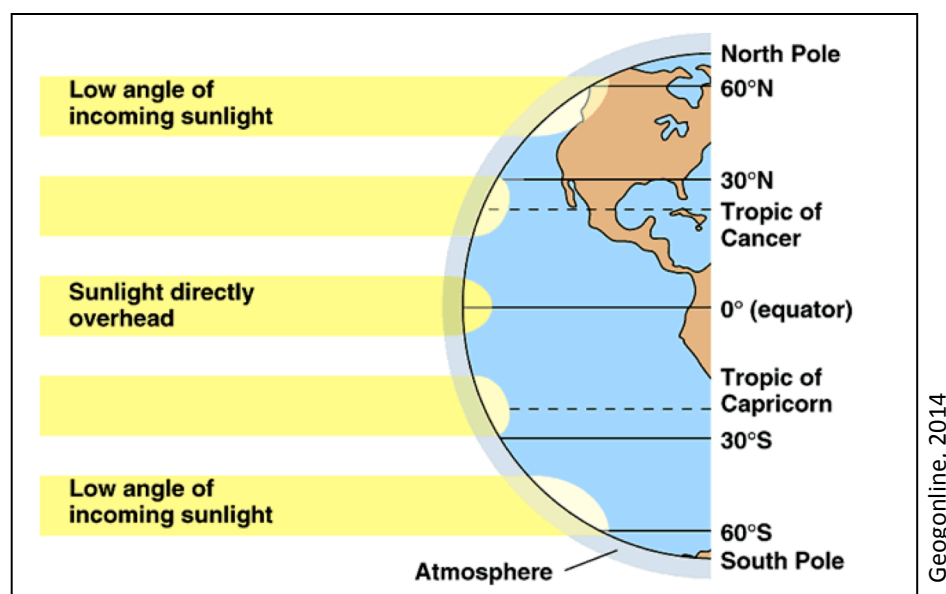 North Pole
Low angle of
incoming sunlight
60°N
30°N
Tropic of
Cancer
Sunlight directly
overhead
0° (equator)
Tropic of
Capricorn
30°S
Low angle of
incoming sunlight
60°S
South Pole
Atmosphere
Geogonline, 2014